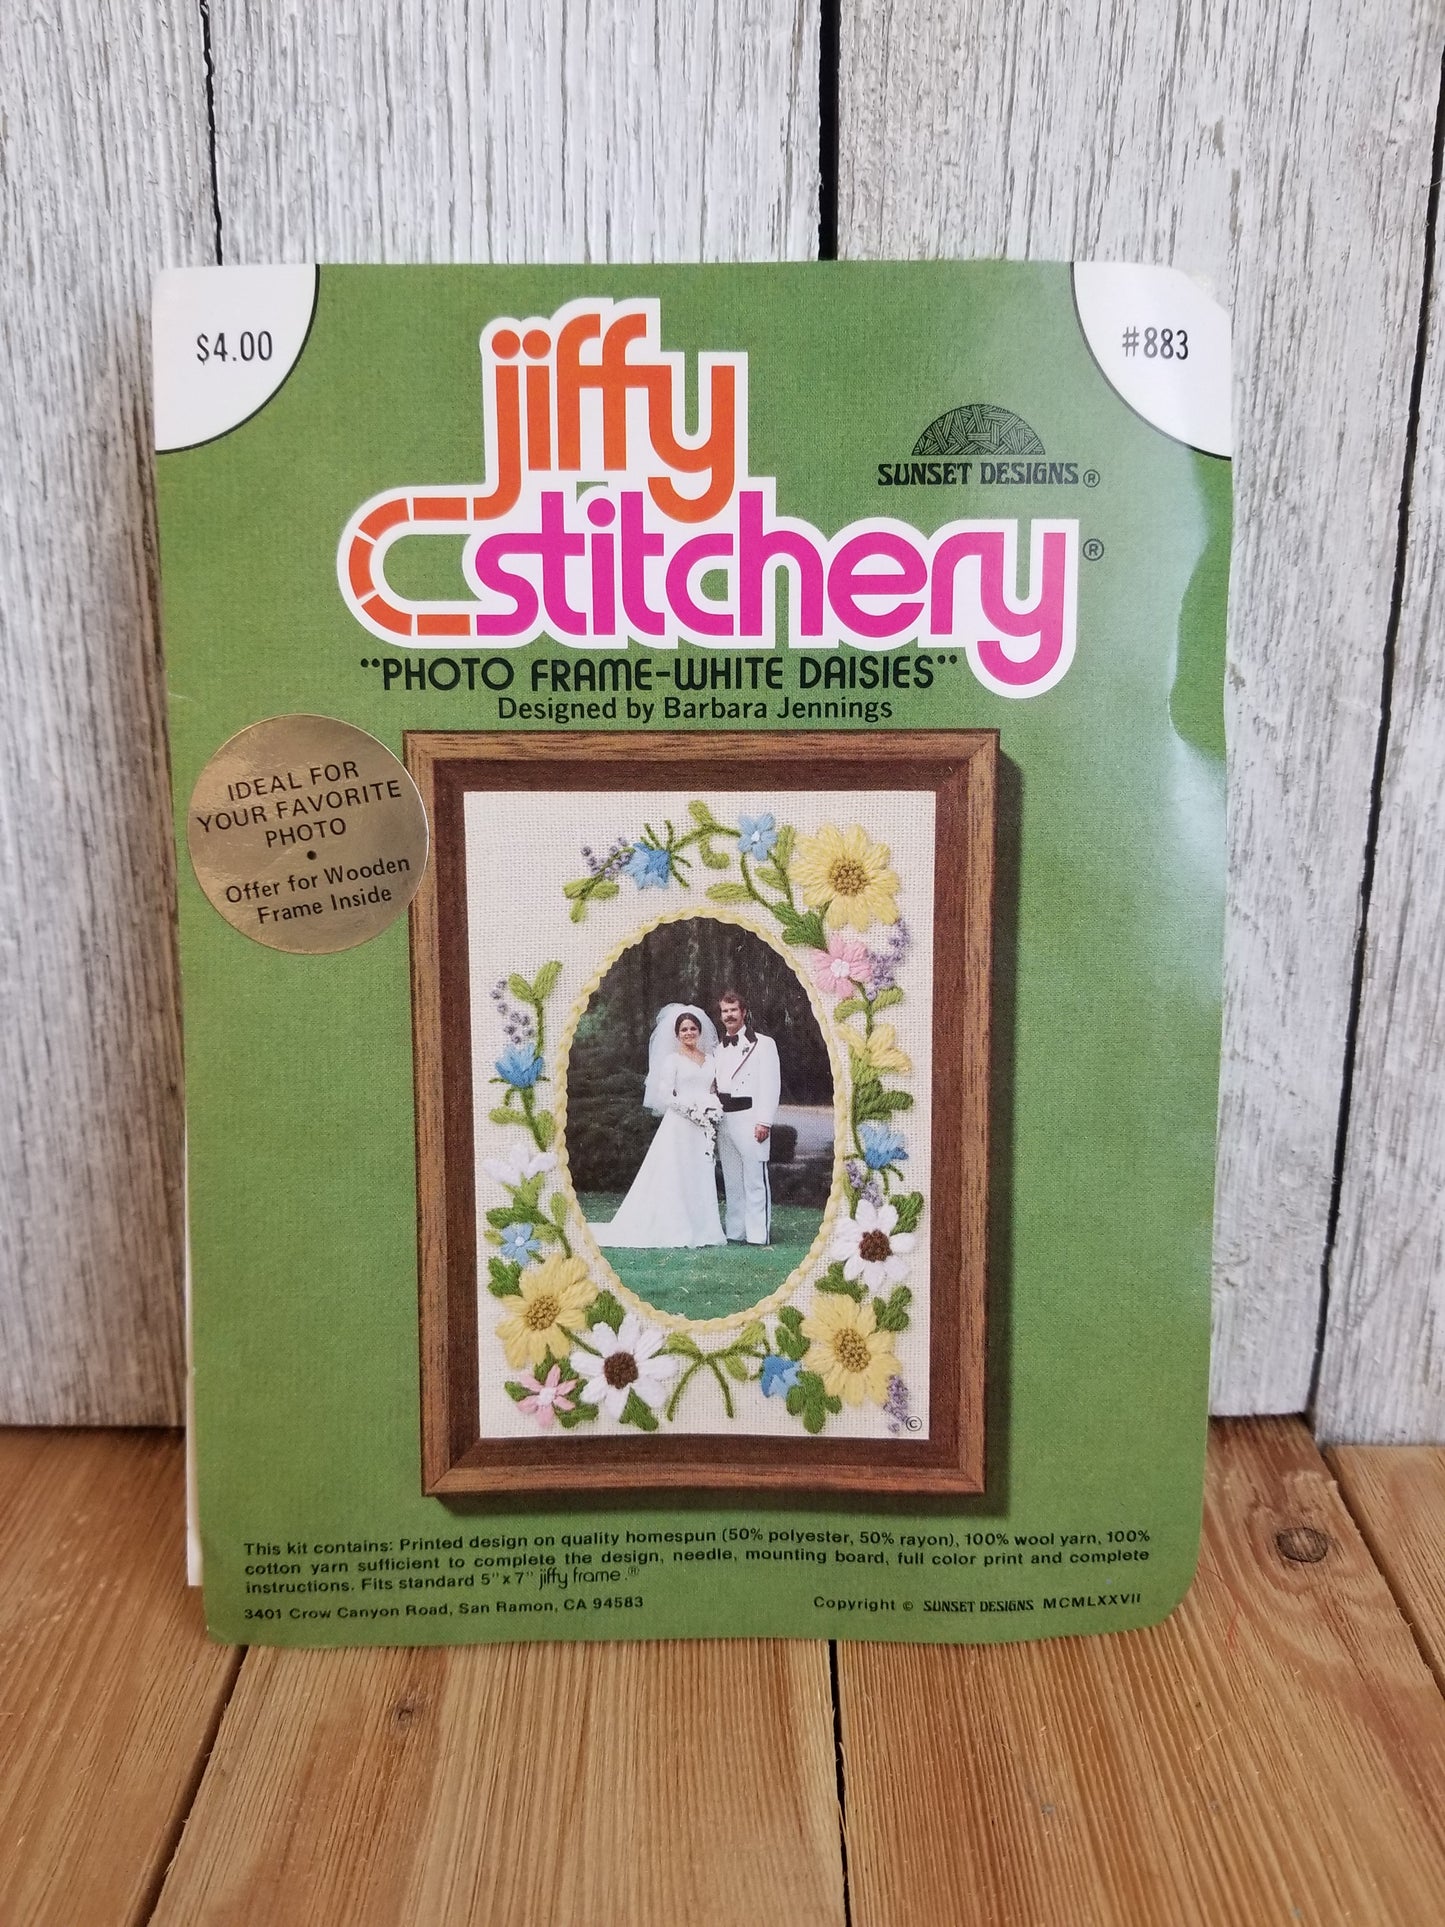 $4.00
#883
jiffy
stitchery®
SUNSET DESIGNS®
"PHOTO FRAME-WHITE DAISIES"
Designed by Barbara Jennings
IDEAL FOR
YOUR FAVORITE
PHOTO
•
Offer for Wooden
Frame Inside
©
This kit contains: Printed design on quality homespun (50% polyester, 50% rayon), 100% wool yarn, 100%
cotton yarn sufficient to complete the design, needle, mounting board, full color print and complete
instructions. Fits standard 5"x7" jiffy frame.®
3401 Crow Canyon Road, San Ramon, CA 94583
Copyright © SUNSET DESIGNS MCMLXXVII